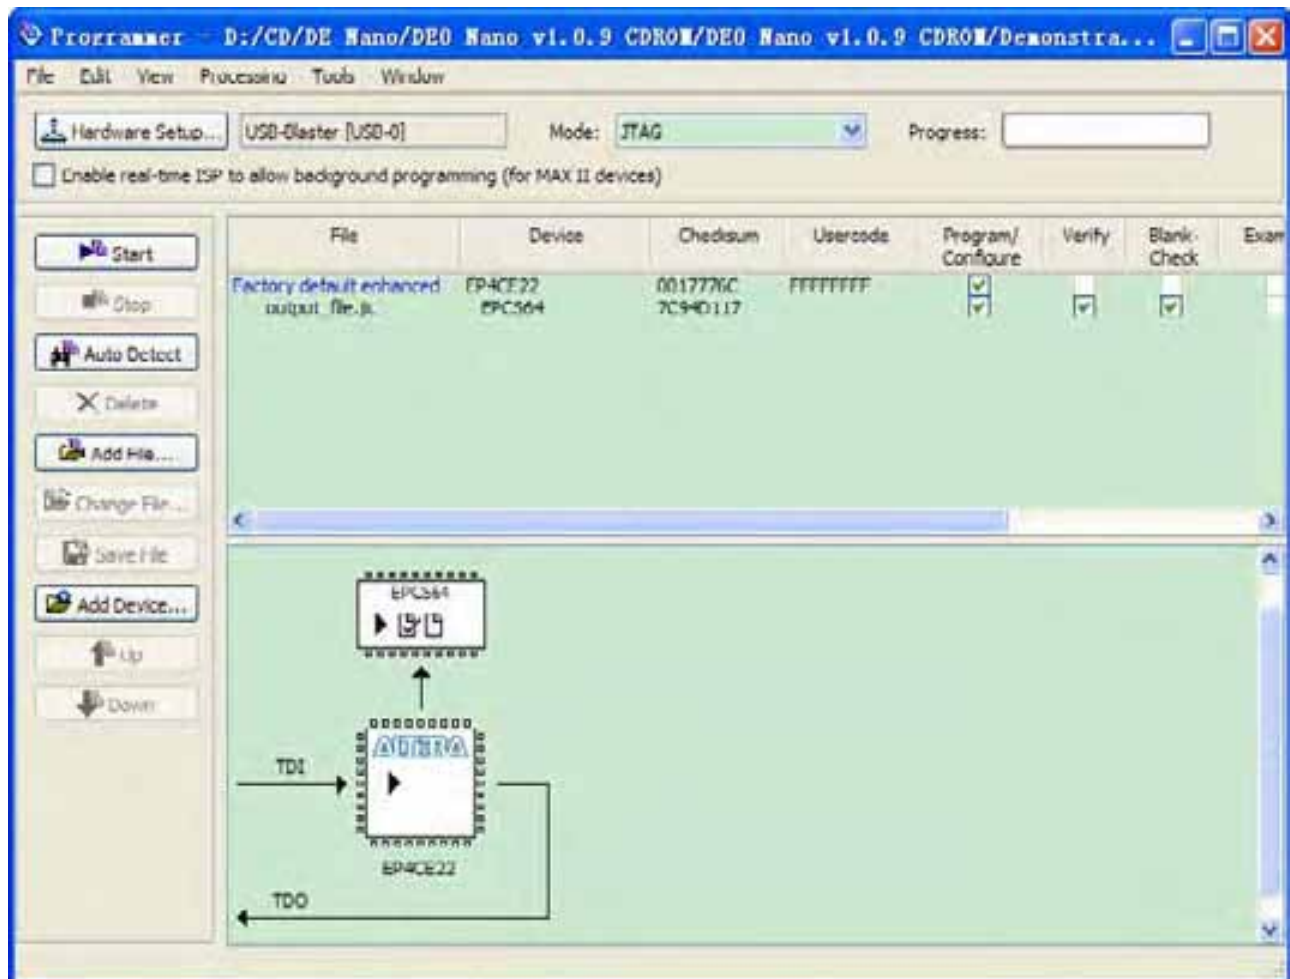 Programmer - D:/CD/DE Nano/DE0 Nano v1.0.9 CDROM/DE0 Nano v1.0.9 CDROM/Demonstra...
File Edit View Processing Tools Window
Hardware Setup... USB-Blaster [USB-0] Mode: JTAG Progress:
Enable real-time ISP to allow background programming (for MAX II devices)
File Device Checksum Usercode Program/ Verify Blank- Exam
Configure Check
Factory default enhanced EP4CE22 0017776C FFFFFFFF
output_file.jic EPCS64 7C94D117
Start
Stop
Auto Detect
Delete
Add File...
Change File...
Save File
Add Device...
Up
Down
EPCS64
ALTERA
TDI
EP4CE22
TDO